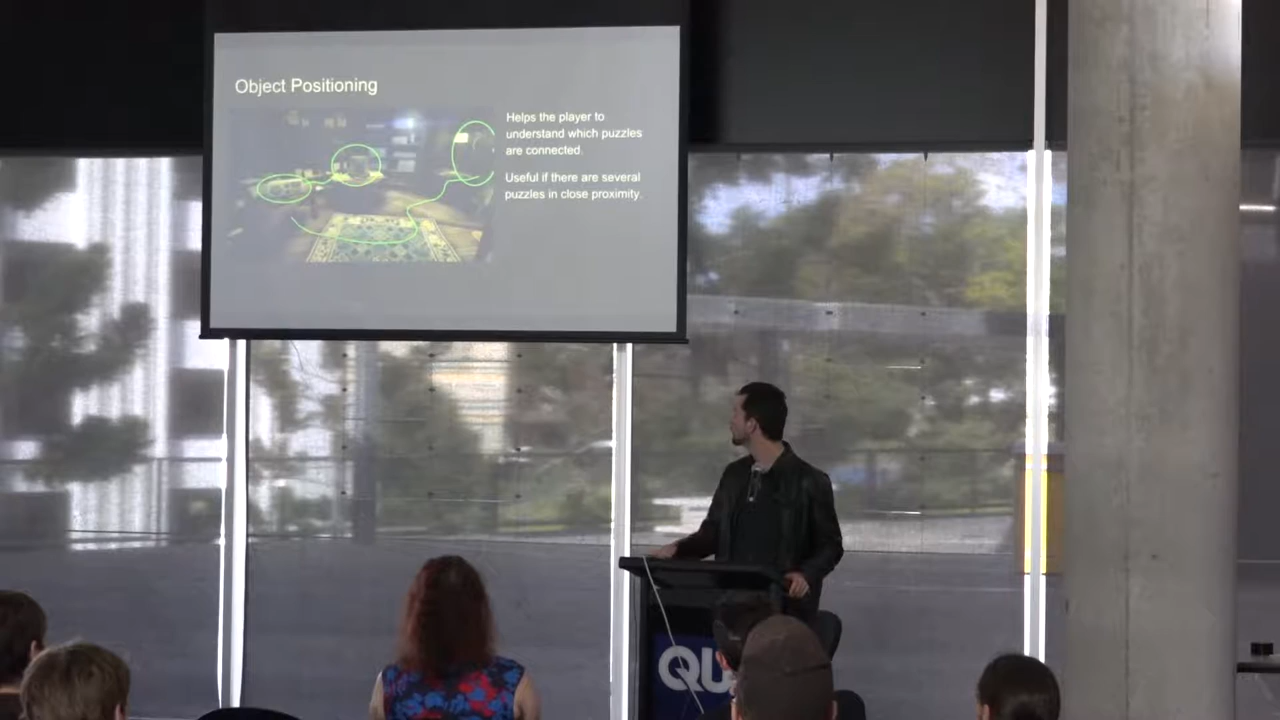 Object Positioning
Helps the player to
understand which puzzles
are connected.
Useful if there are several
puzzles in close proximity.
QU